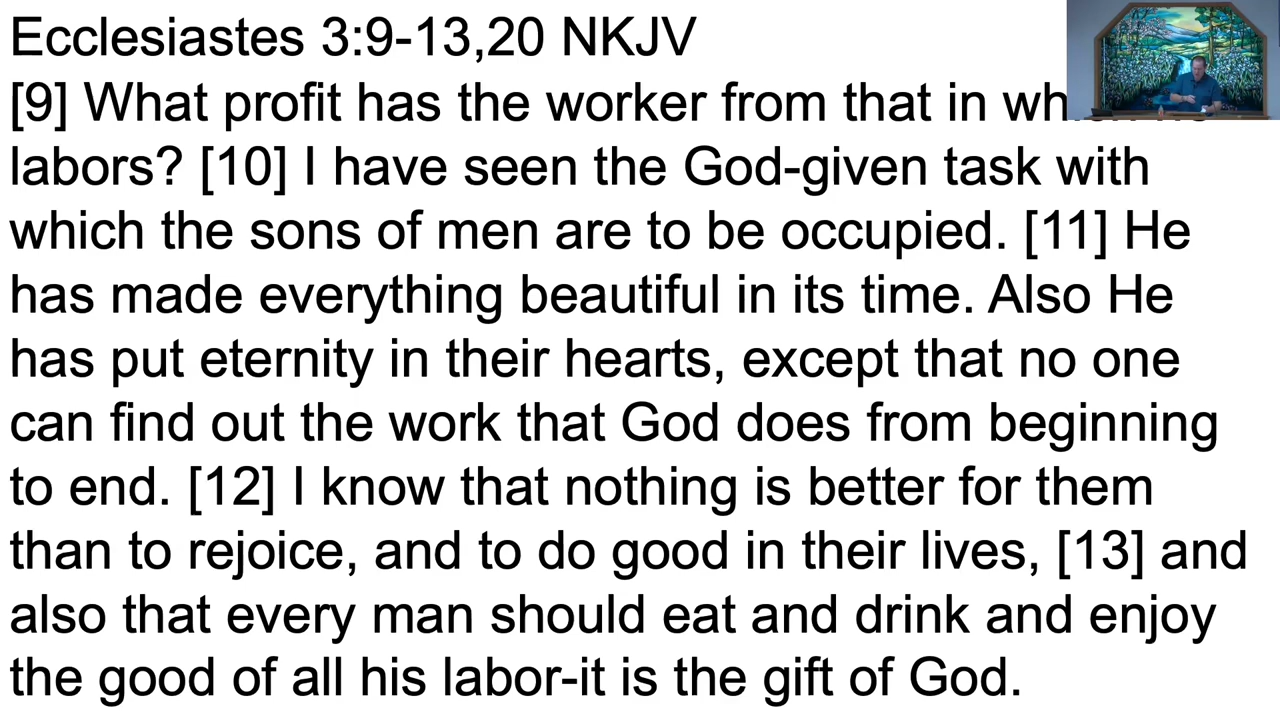 Ecclesiastes 3:9-13,20 NKJV
[9] What profit has the worker from that in
labors? [10] I have seen the God-given task with
which the sons of men are to be occupied. [11] He
has made everything beautiful in its time. Also He
has put eternity in their hearts, except that no one
can find out the work that God does from beginning
to end. [12] I know that nothing is better for them
than to rejoice, and to do good in their lives, [13] and
also that every man should eat and drink and enjoy
the good of all his labor-it is the gift of God.